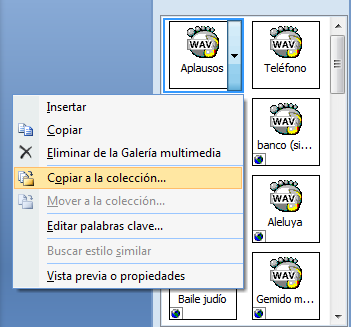 WAV
Aplausos
WAV
Teléfono
Insertar
Copiar
Eliminar de la Galería multimedia
Copiar a la colección...
Mover a la colección...
Editar palabras clave...
Buscar estilo similar
Vista previa o propiedades
WAV
banco (si...
WAV
Aleluya
Baile judío
WAV
Gemido m...